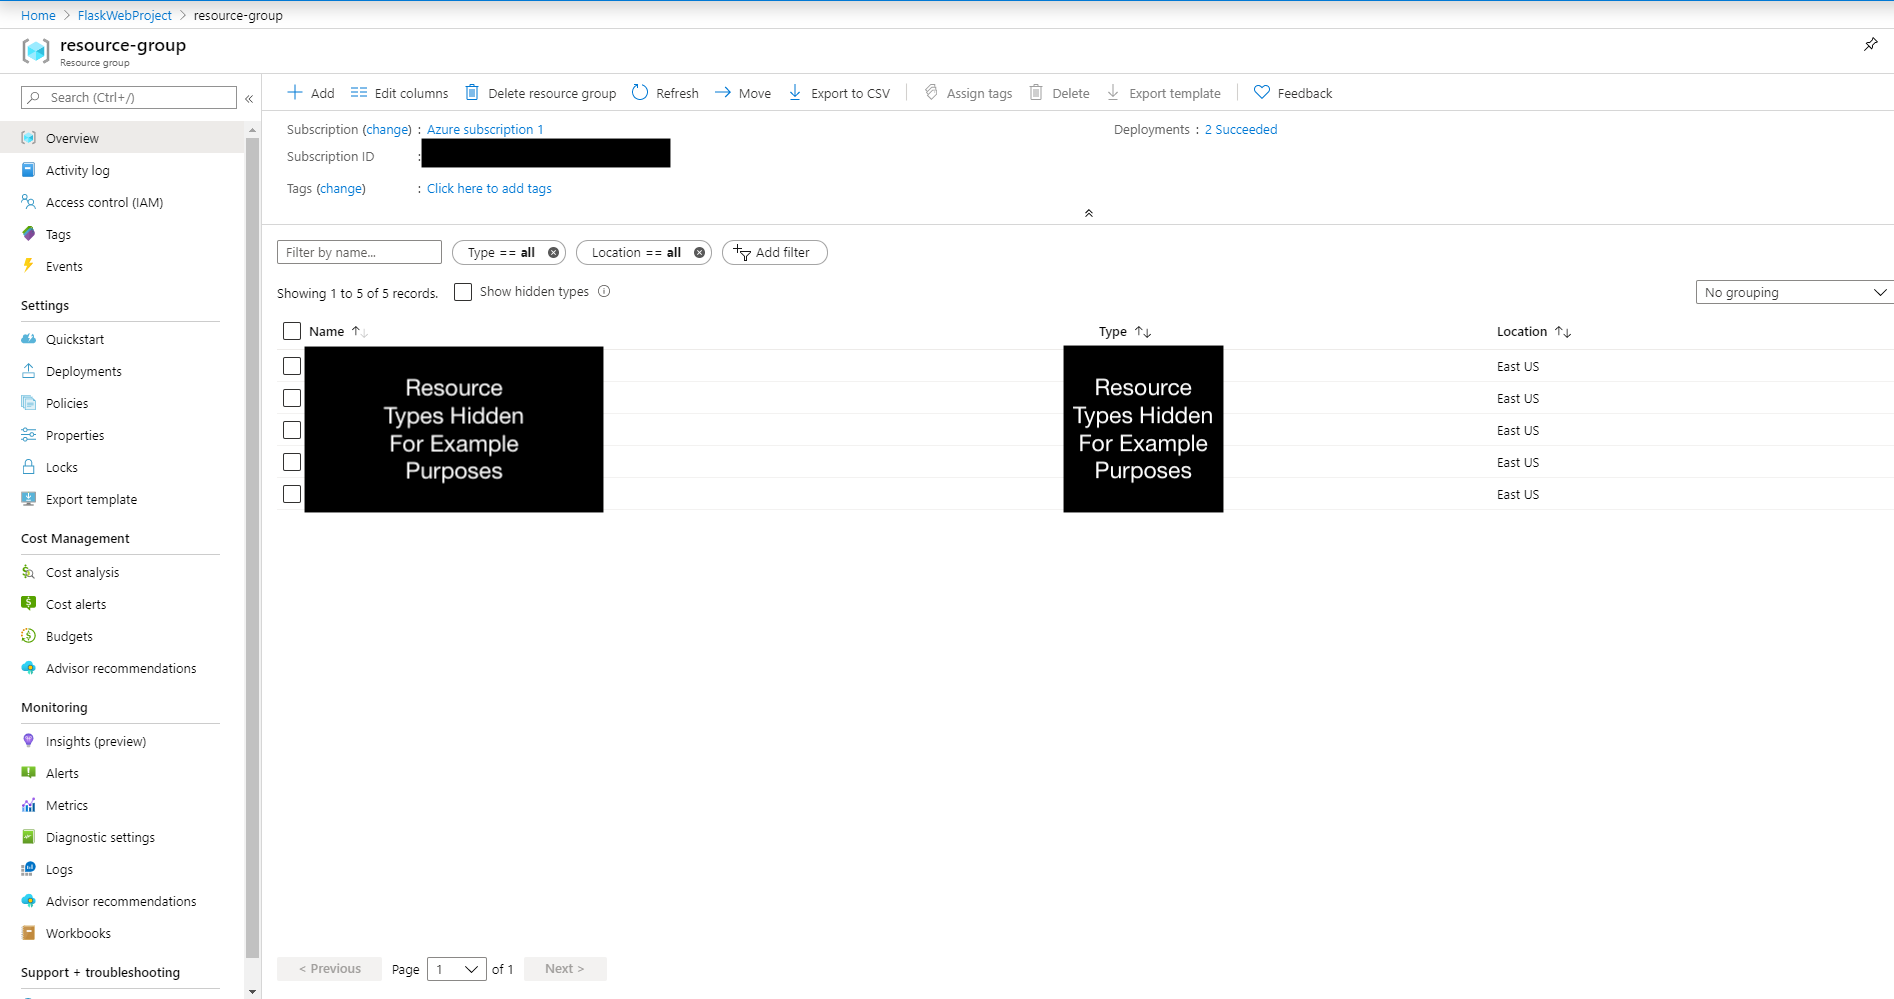 Home > FlaskWebProject > resource-group
resource-group
Resource group
Search (Ctrl+/)
«
Overview
Activity log
Access control (IAM)
Tags
Events
Settings
Quickstart
Deployments
Policies
Properties
Locks
Export template
Cost Management
Cost analysis
Cost alerts
Budgets
Advisor recommendations
Monitoring
Insights (preview)
Alerts
Metrics
Diagnostic settings
Logs
Advisor recommendations
Workbooks
Support + troubleshooting
Add Edit columns Delete resource group Refresh Move Export to CSV Assign tags Delete Export template Feedback
Subscription (change) : Azure subscription 1
Deployments : 2 Succeeded
Subscription ID :
Tags (change) : Click here to add tags
Filter by name... Type == all Location == all Add filter
Showing 1 to 5 of 5 records. Show hidden types
No grouping
Name ↑↓ Type ↑↓ Location ↑↓
Resource
Types Hidden
For Example
Purposes
Resource
Types Hidden
For Example
Purposes
East US
East US
East US
East US
East US
< Previous Page 1 of 1 Next >